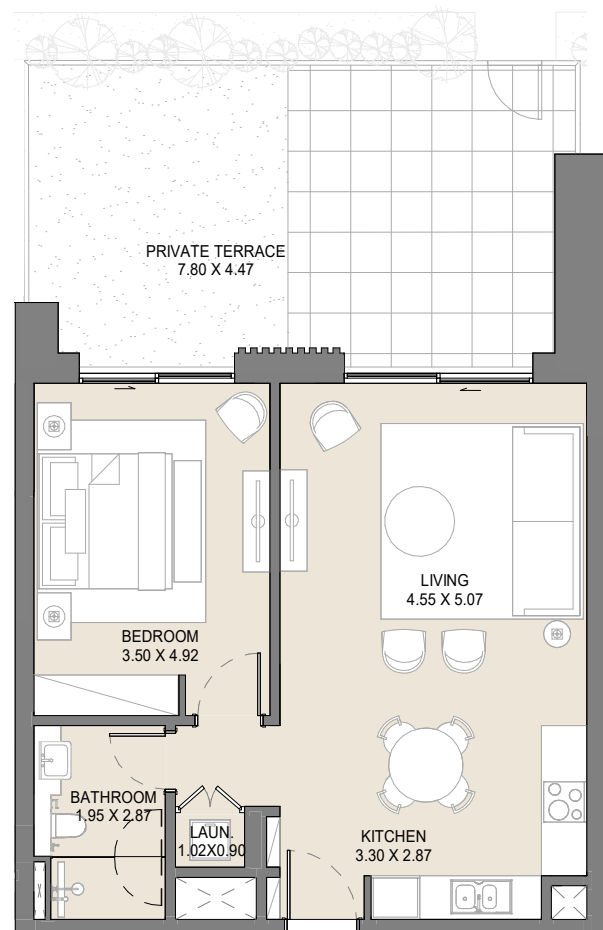 PRIVATE TERRACE
7.80 X 4.47
LIVING
4.55 X 5.07
BEDROOM
3.50 X 4.92
BATHROOM
1.95 X 2.87
LAUN.
1.02X0.90
KITCHEN
3.30 X 2.87